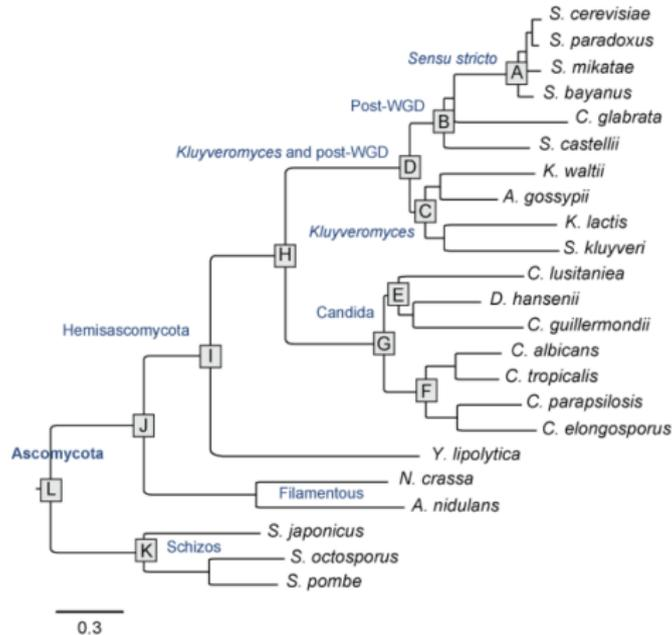 S. cerevisiae
S. paradoxus
Sensu stricto
A
S. mikatae
S. bayanus
Post-WGD
B
C. glabrata
S. castellii
Kluyveromyces and post-WGD
D
K. waltii
A. gossypii
C
Kluyveromyces
K. lactis
S. kluyveri
H
C. lusitaniea
E
D. hansenii
Candida
C. guillermondii
G
Hemisascomycota
I
C. albicans
F
C. tropicalis
C. parapsilosis
C. elongosporus
J
Ascomycota
Y. lipolytica
L
N. crassa
Filamentous
A. nidulans
S. japonicus
K
Schizos
S. octosporus
S. pombe
0.3